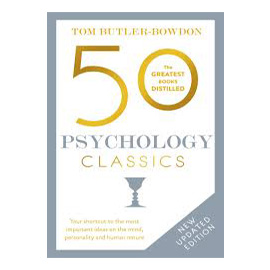 TOM BUTLER-BOWDON
50
The
GREATEST
BOOKS
DISTILLED
PSYCHOLOGY
CLASSICS
Your shortcut to the most
important ideas on the mind,
personality and human nature
NEW
UPDATED
EDITION